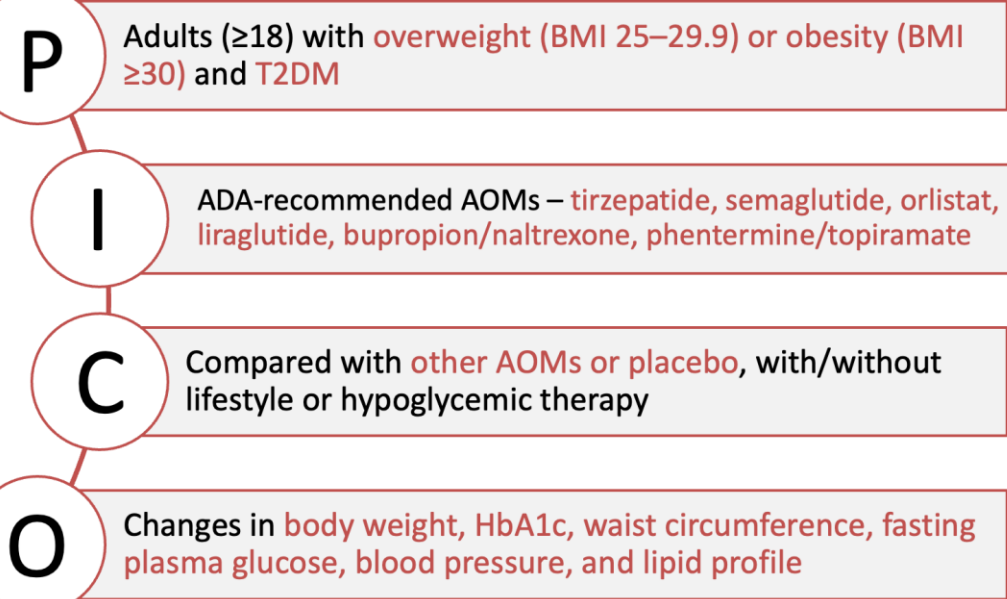 P
Adults (≥18) with overweight (BMI 25–29.9) or obesity (BMI
≥30) and T2DM
I
ADA-recommended AOMs – tirzepatide, semaglutide, orlistat,
liraglutide, bupropion/naltrexone, phentermine/topiramate
C
Compared with other AOMs or placebo, with/without
lifestyle or hypoglycemic therapy
O
Changes in body weight, HbA1c, waist circumference, fasting
plasma glucose, blood pressure, and lipid profile